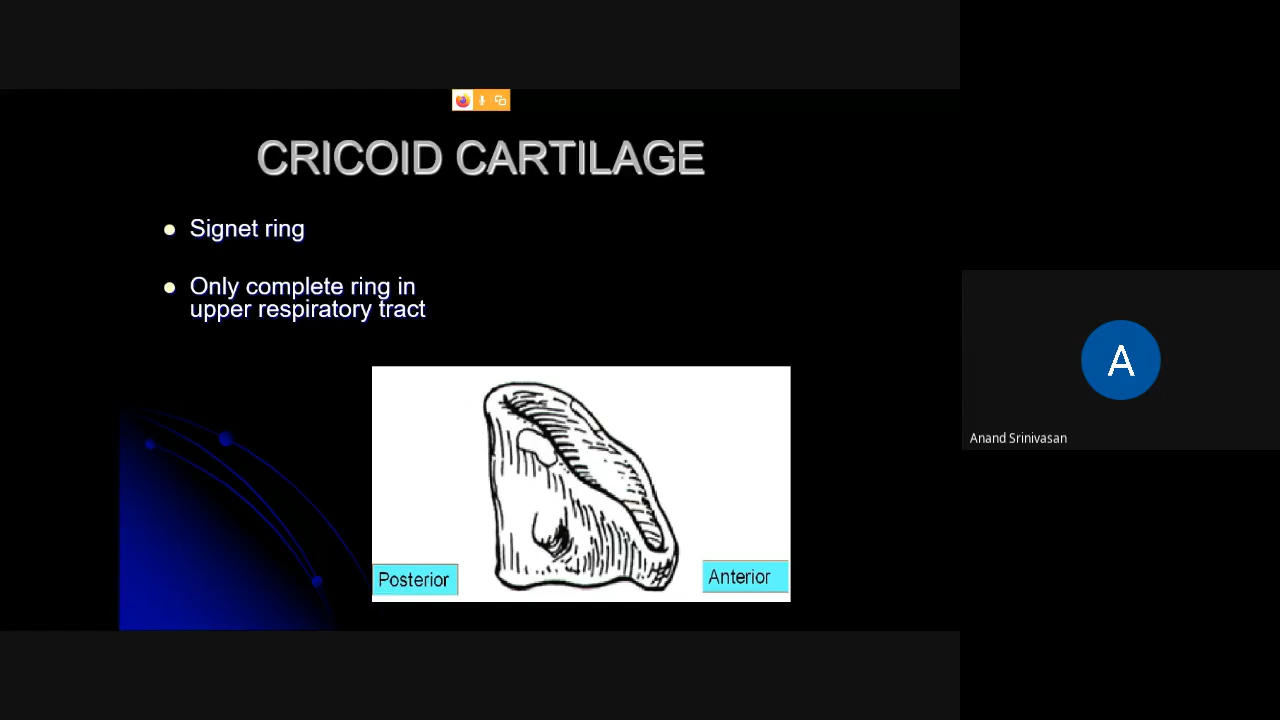 CRICOID CARTILAGE
Signet ring
Only complete ring in
upper respiratory tract
Posterior
Anterior
A
Anand Srinivasan